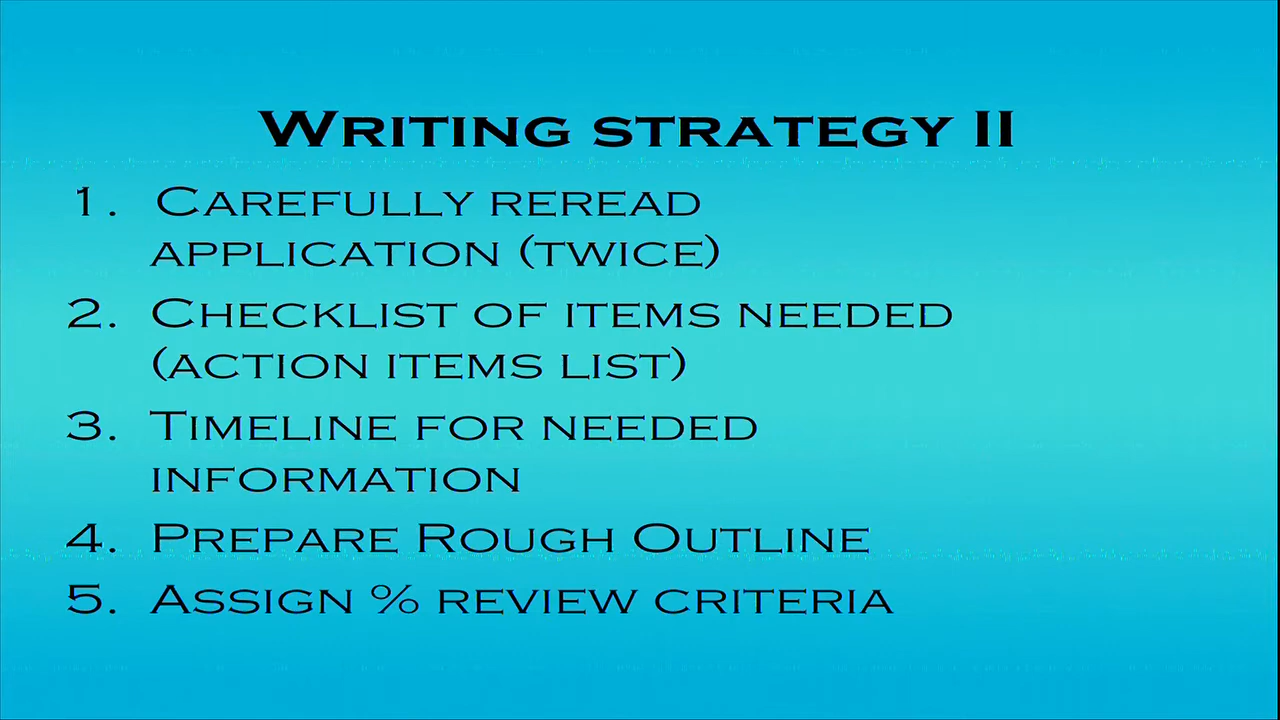 Writing strategy II
1. Carefully reread
application (twice)
2. Checklist of items needed
(action items list)
3. Timeline for needed
information
4. Prepare Rough Outline
5. Assign % review criteria